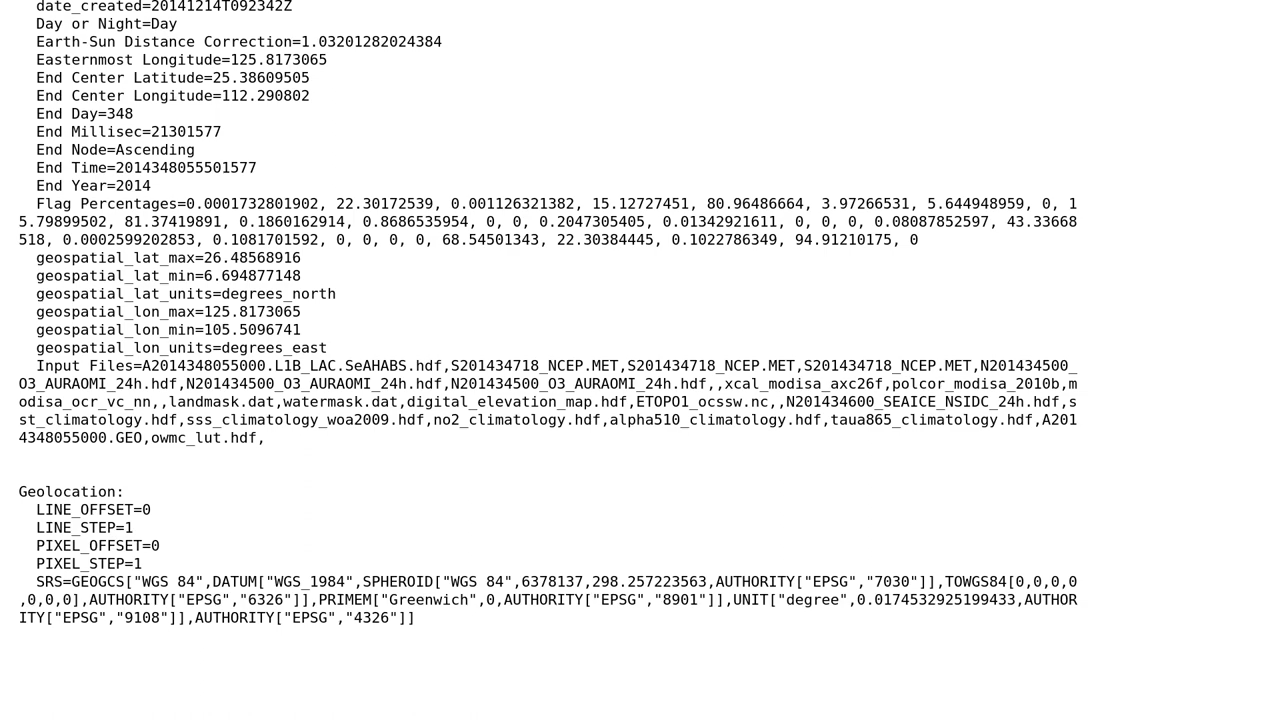 date_created=20141214T092342Z
Day or Night=Day
Earth-Sun Distance Correction=1.03201282024384
Easternmost Longitude=125.8173065
End Center Latitude=25.38609505
End Center Longitude=112.290802
End Day=348
End Millisec=21301577
End Node=Ascending
End Time=2014348055501577
End Year=2014
Flag Percentages=0.0001732801902, 22.30172539, 0.001126321382, 15.12727451, 80.96486664, 3.97266531, 5.644948959, 0, 1
5.79899502, 81.37419891, 0.1860162914, 0.8686535954, 0, 0, 0.2047305405, 0.01342921611, 0, 0, 0, 0.08087852597, 43.33668
518, 0.0002599202853, 0.1081701592, 0, 0, 0, 0, 68.54501343, 22.30384445, 0.1022786349, 94.91210175, 0
geospatial_lat_max=26.48568916
geospatial_lat_min=6.694877148
geospatial_lat_units=degrees_north
geospatial_lon_max=125.8173065
geospatial_lon_min=105.5096741
geospatial_lon_units=degrees_east
Input Files=A2014348055000.L1B_LAC.SeAHABS.hdf,S201434718_NCEP.MET,S201434718_NCEP.MET,S201434718_NCEP.MET,N201434500_
O3_AURAOMI_24h.hdf,N201434500_O3_AURAOMI_24h.hdf,N201434500_O3_AURAOMI_24h.hdf,,xcal_modisa_axc26f,polcor_modisa_2010b,m
odisa_ocr_vc_nn,,landmask.dat,watermask.dat,digital_elevation_map.hdf,ETOPO1_ocssw.nc,,N201434600_SEAICE_NSIDC_24h.hdf,s
st_climatology.hdf,sss_climatology_woa2009.hdf,no2_climatology.hdf,alpha510_climatology.hdf,taua865_climatology.hdf,A201
4348055000.GEO,owmc_lut.hdf,
Geolocation:
LINE_OFFSET=0
LINE_STEP=1
PIXEL_OFFSET=0
PIXEL_STEP=1
SRS=GEOGCS["WGS 84",DATUM["WGS_1984",SPHEROID["WGS 84",6378137,298.257223563,AUTHORITY["EPSG","7030"]],TOWGS84[0,0,0,0
,0,0,0],AUTHORITY["EPSG","6326"]],PRIMEM["Greenwich",0,AUTHORITY["EPSG","8901"]],UNIT["degree",0.0174532925199433,AUTHOR
ITY["EPSG","9108"]],AUTHORITY["EPSG","4326"]]